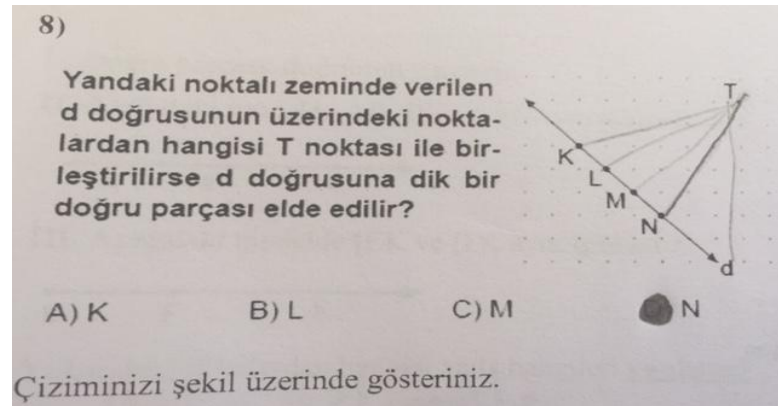 8)
Yandaki noktalı zeminde verilen
d doğrusunun üzerindeki nokta-
lardan hangisi T noktası ile bir-
leştirilirse d doğrusuna dik bir
doğru parçası elde edilir?
T
K
L
M
N
d
A) K B) L C) M N
Çiziminizi şekil üzerinde gösteriniz.